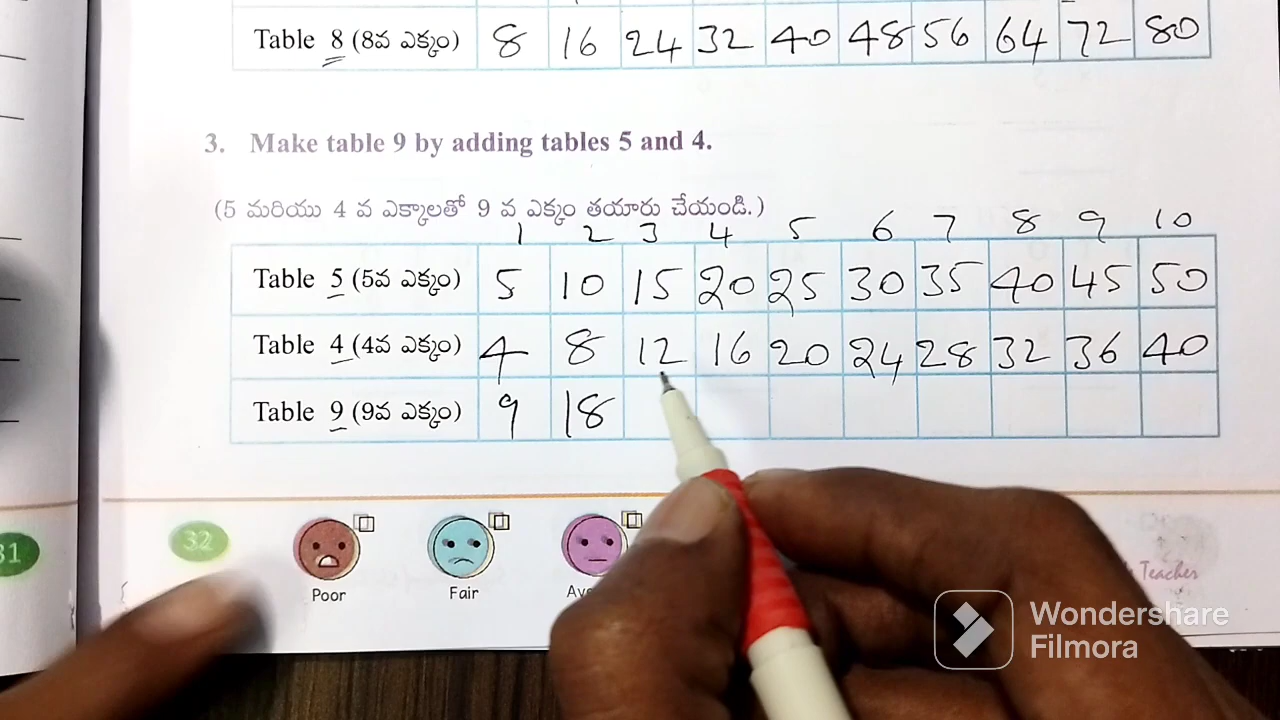 Table 8 (8వ ఎక్కం) 8 16 24 32 40 48 56 64 72 80
3. Make table 9 by adding tables 5 and 4.
(5 మరియు 4 వ ఎక్కాలతో 9 వ ఎక్కం తయారు చేయండి.)
1 2 3 4 5 6 7 8 9 10
Table 5 (5వ ఎక్కం) 5 10 15 20 25 30 35 40 45 50
Table 4 (4వ ఎక్కం) 4 8 12 16 20 24 28 32 36 40
Table 9 (9వ ఎక్కం) 9 18
31
32
Poor Fair
Teacher
Wondershare
Filmora